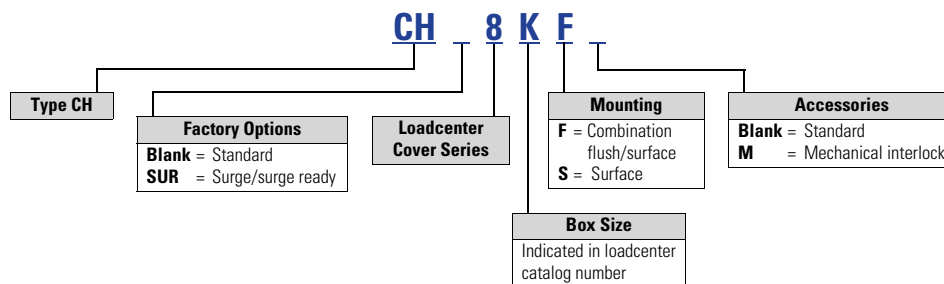 CH _ 8 K F _
Type CH
Factory Options
Blank = Standard
SUR = Surge/surge ready
Loadcenter
Cover Series
Mounting
F = Combination
flush/surface
S = Surface
Accessories
Blank = Standard
M = Mechanical interlock
Box Size
Indicated in loadcenter
catalog number